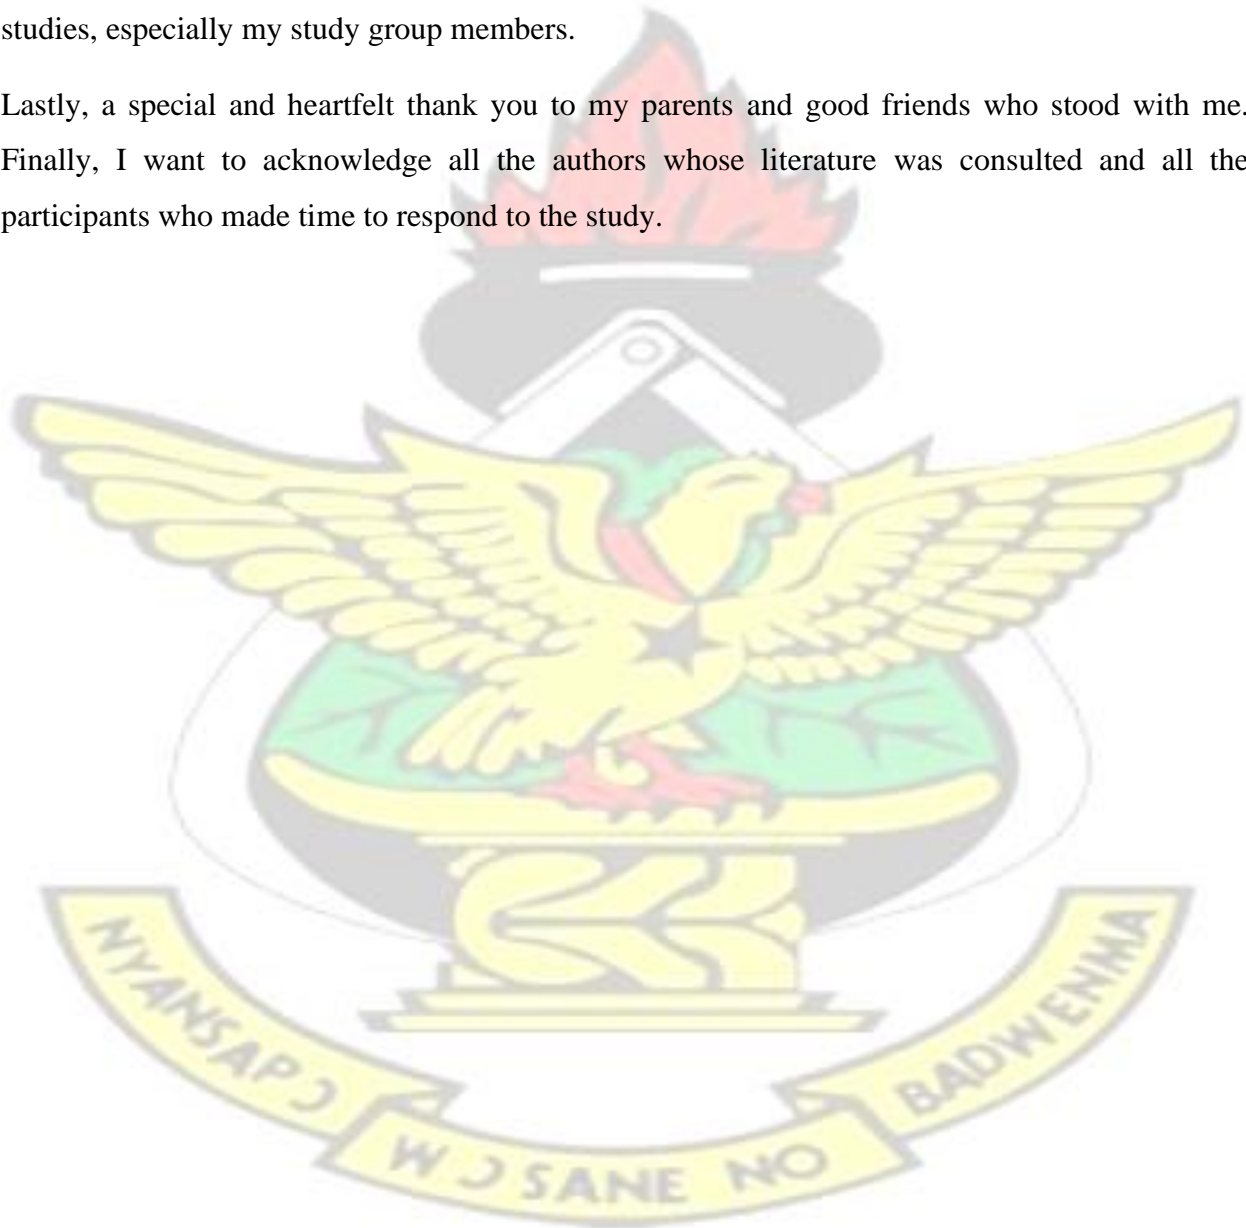 studies, especially my study group members.
Lastly, a special and heartfelt thank you to my parents and good friends who stood with me.
Finally, I want to acknowledge all the authors whose literature was consulted and all the
participants who made time to respond to the study.
NYANSAPƆ
WƆSANE NO
BADWENMA